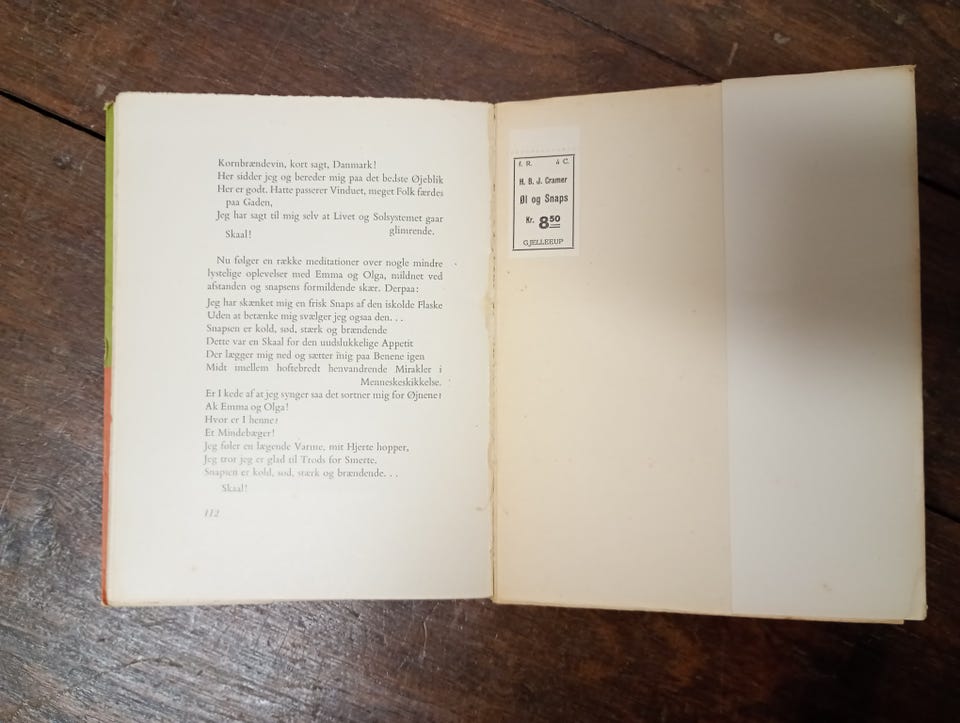 Kornbrændevin, kort sagt, Danmark!
Her sidder jeg og bereder mig paa det bedste Øjeblik
Her er godt. Hatte passerer Vinduet, meget Folk færdes
paa Gaden,
Jeg har sagt til mig selv at Livet og Solsystemet gaar
glimrende.
Skaal!
Nu følger en række meditationer over nogle mindre
lystelige oplevelser med Emma og Olga, mildnet ved
afstanden og snapsens formildende skær. Derpaa:
Jeg har skænket mig en frisk Snaps af den iskolde Flaske
Uden at betænke mig svælger jeg ogsaa den. . .
Snapsen er kold, sød, stærk og brændende
Dette var en Skaal for den uudslukkelige Appetit
Der lægger mig ned og sætter mig paa Benene igen
Midt imellem hoftebredt henvandrende Mirakler i
Menneskeskikkelse.
Er I kede af at jeg synger saa det sortner mig for Øjnene?
Ak Emma og Olga!
Hvor er I henne?
Et Mindebæger!
Jeg føler en lægende Varme, mit Hjerte hopper,
Jeg tror jeg er glad til Trods for Smerte.
Snapsen er kold, sød, stærk og brændende. . .
Skaal!
112
f. R. à C.
H. B. J. Cramer
Øl og Snaps
Kr. 8.50
GJELLERUP